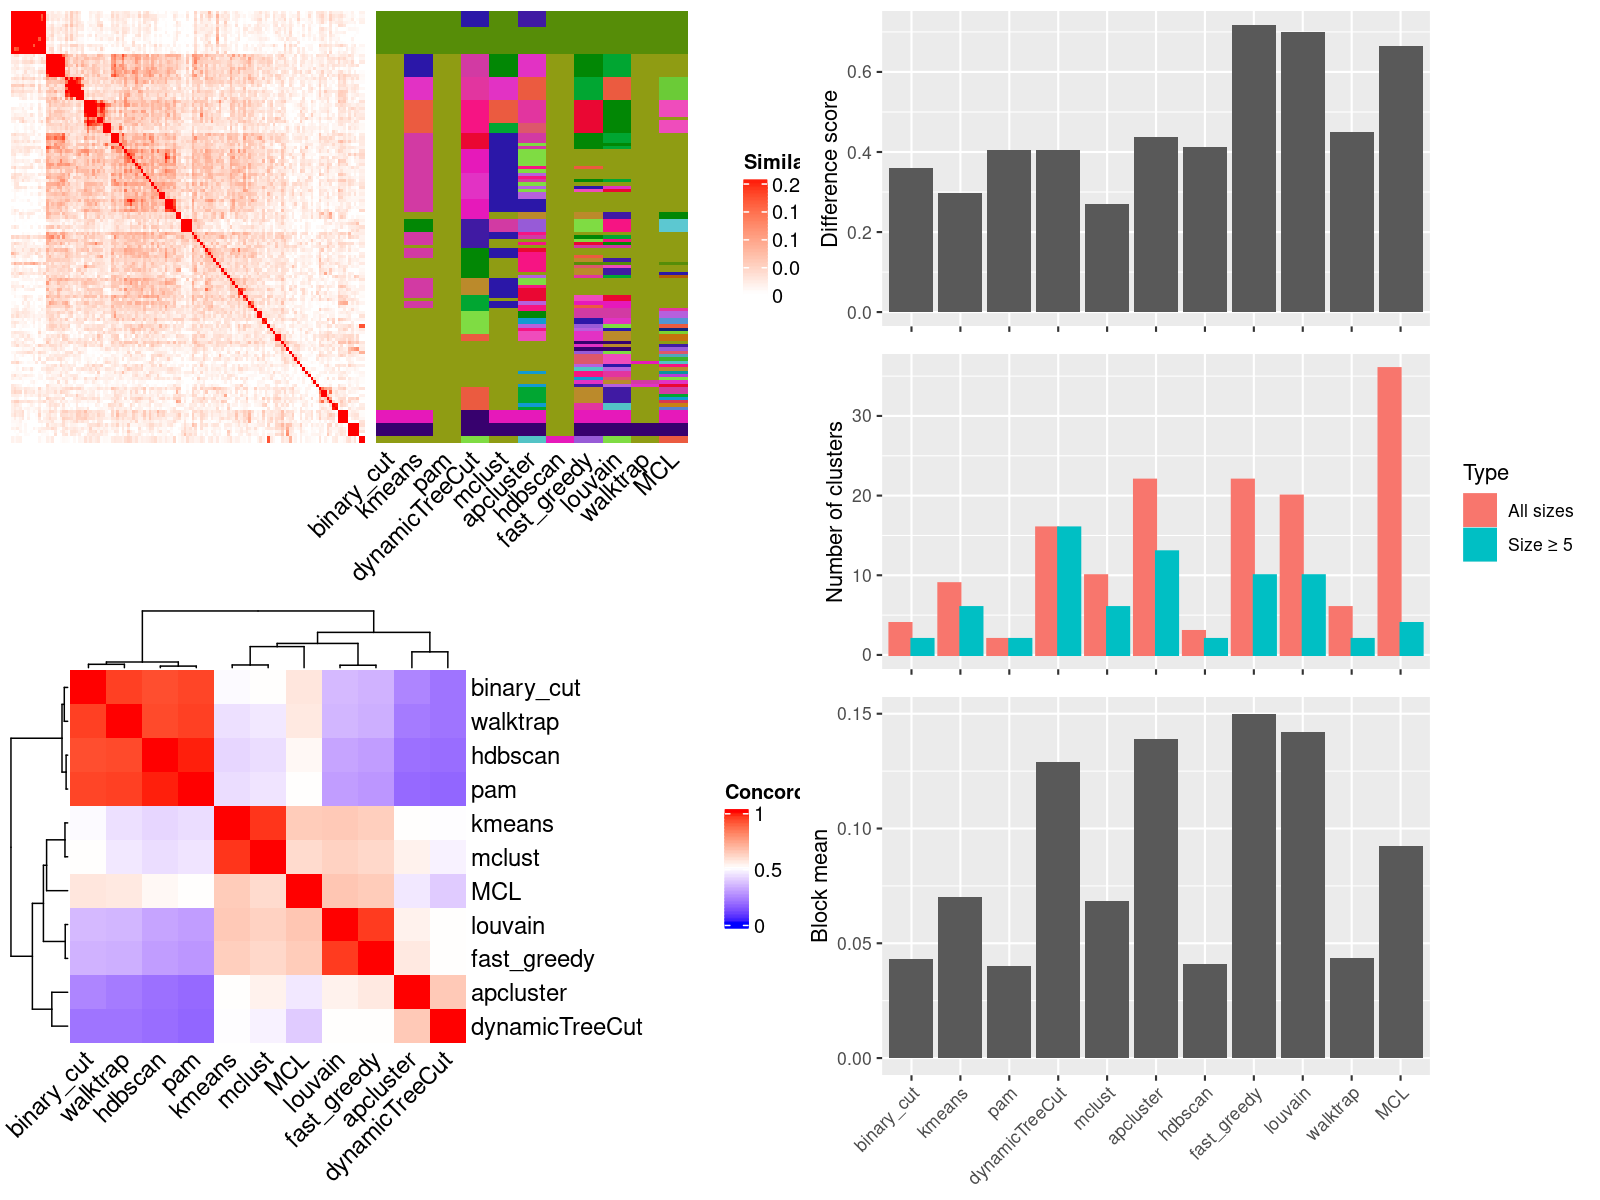 Simila
0.2
0.1
0.1
0.0
0
binary_cut
kmeans
pam
dynamicTreeCut
mclust
apcluster
hdbscan
fast_greedy
louvain
walktrap
MCL
Difference score
0.6
0.4
0.2
0.0
Number of clusters
30
20
10
0
Type
All sizes
Size ≥ 5
binary_cut
walktrap
hdbscan
pam
kmeans
mclust
MCL
louvain
fast_greedy
apcluster
dynamicTreeCut
binary_cut
walktrap
hdbscan
pam
kmeans
mclust
MCL
louvain
fast_greedy
apcluster
dynamicTreeCut
Concord
1
0.5
0
Block mean
0.15
0.10
0.05
0.00
binary_cut
kmeans
pam
dynamicTreeCut
mclust
apcluster
hdbscan
fast_greedy
louvain
walktrap
MCL